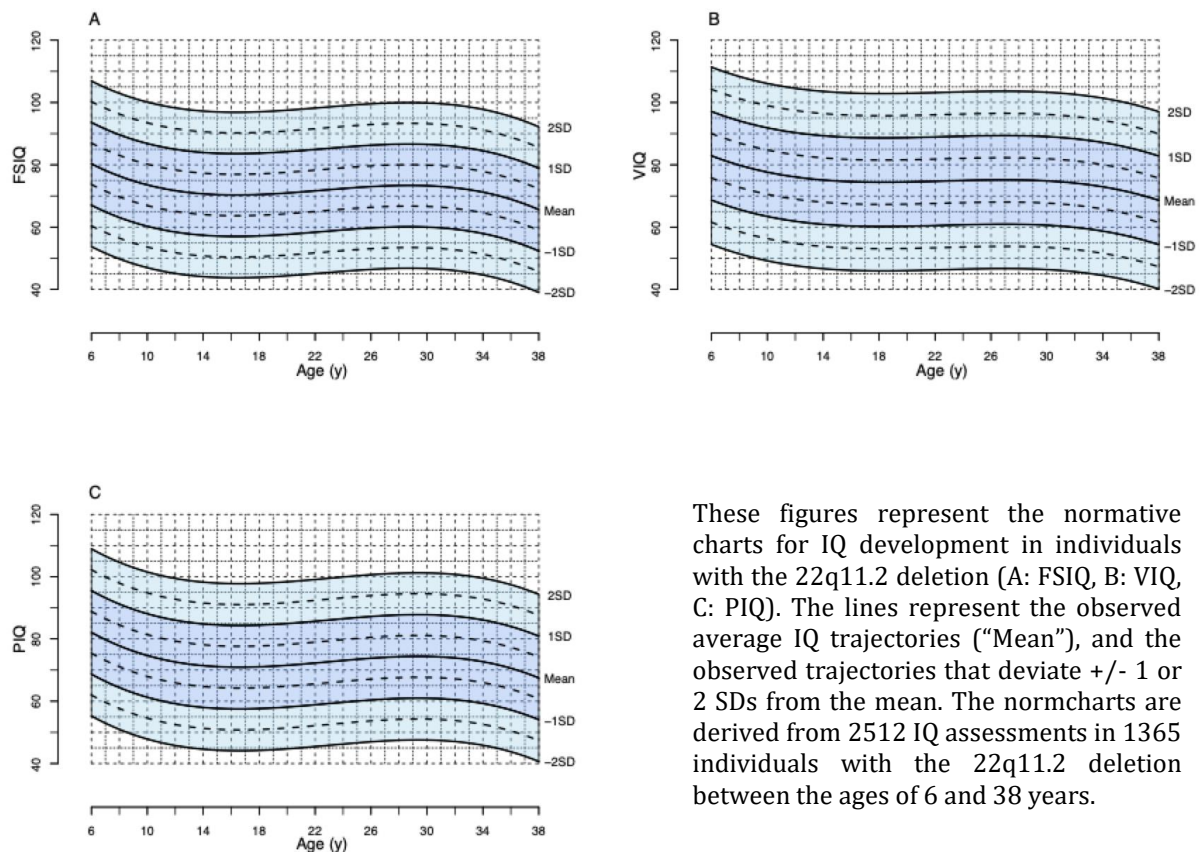 A
120
100
80
60
40
FSIQ
2SD
1SD
Mean
−1SD
−2SD
6 10 14 18 22 26 30 34 38
Age (y)
B
120
100
80
60
40
VIQ
2SD
1SD
Mean
−1SD
−2SD
6 10 14 18 22 26 30 34 38
Age (y)
C
120
100
80
60
40
PIQ
2SD
1SD
Mean
−1SD
−2SD
6 10 14 18 22 26 30 34 38
Age (y)
These figures represent the normative
charts for IQ development in individuals
with the 22q11.2 deletion (A: FSIQ, B: VIQ,
C: PIQ). The lines represent the observed
average IQ trajectories (“Mean”), and the
observed trajectories that deviate +/- 1 or
2 SDs from the mean. The normcharts are
derived from 2512 IQ assessments in 1365
individuals with the 22q11.2 deletion
between the ages of 6 and 38 years.